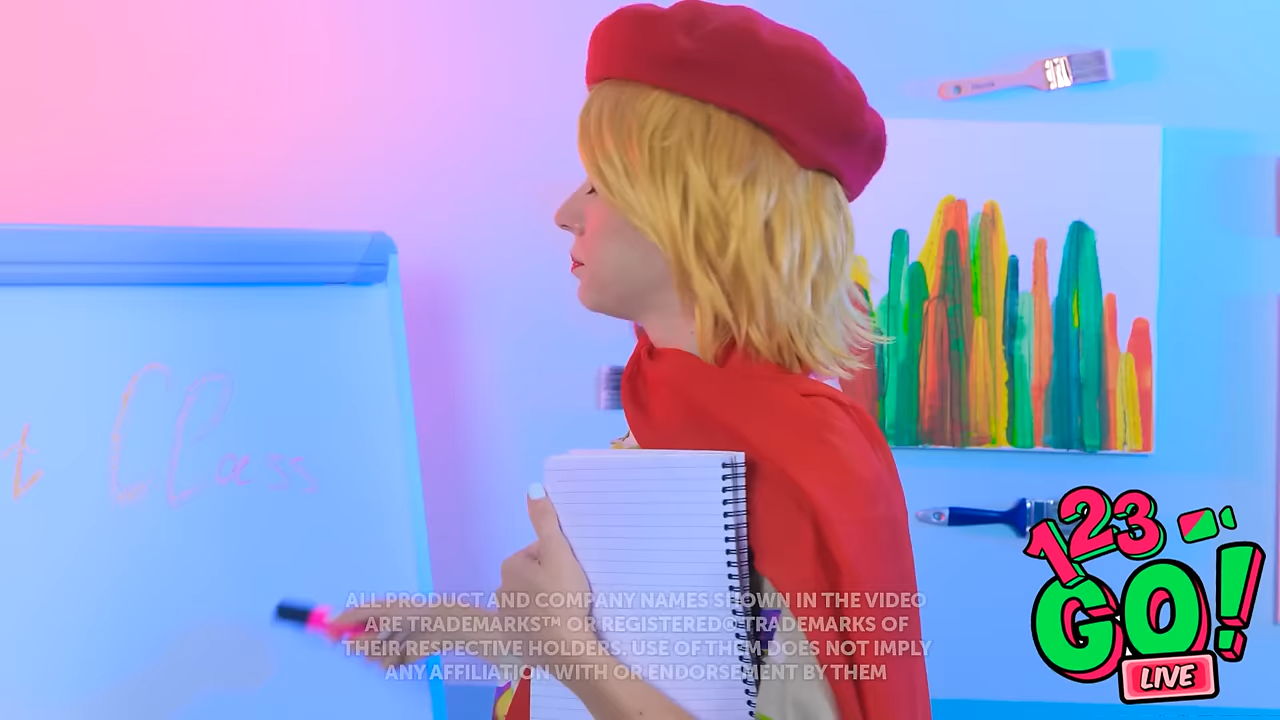 t Class
ALL PRODUCT AND COMPANY NAMES SHOWN IN THE VIDEO
ARE TRADEMARKS™ OR REGISTERED® TRADEMARKS OF
THEIR RESPECTIVE HOLDERS. USE OF THEM DOES NOT IMPLY
ANY AFFILIATION WITH OR ENDORSEMENT BY THEM
123
GO!
LIVE